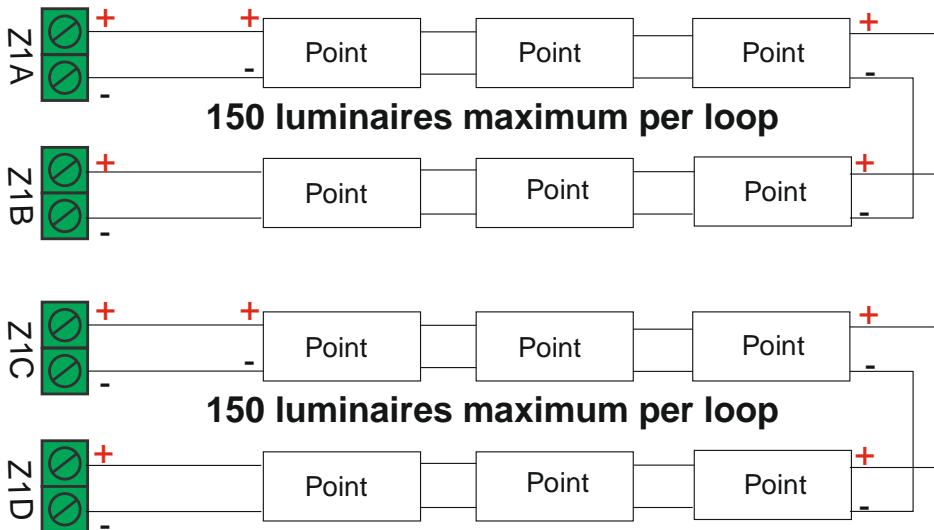 + + +
Z1A Point Point Point
- - -
150 luminaires maximum per loop
+ +
Z1B Point Point Point
- -
+ + +
Z1C Point Point Point
- - -
150 luminaires maximum per loop
+ +
Z1D Point Point Point
- -